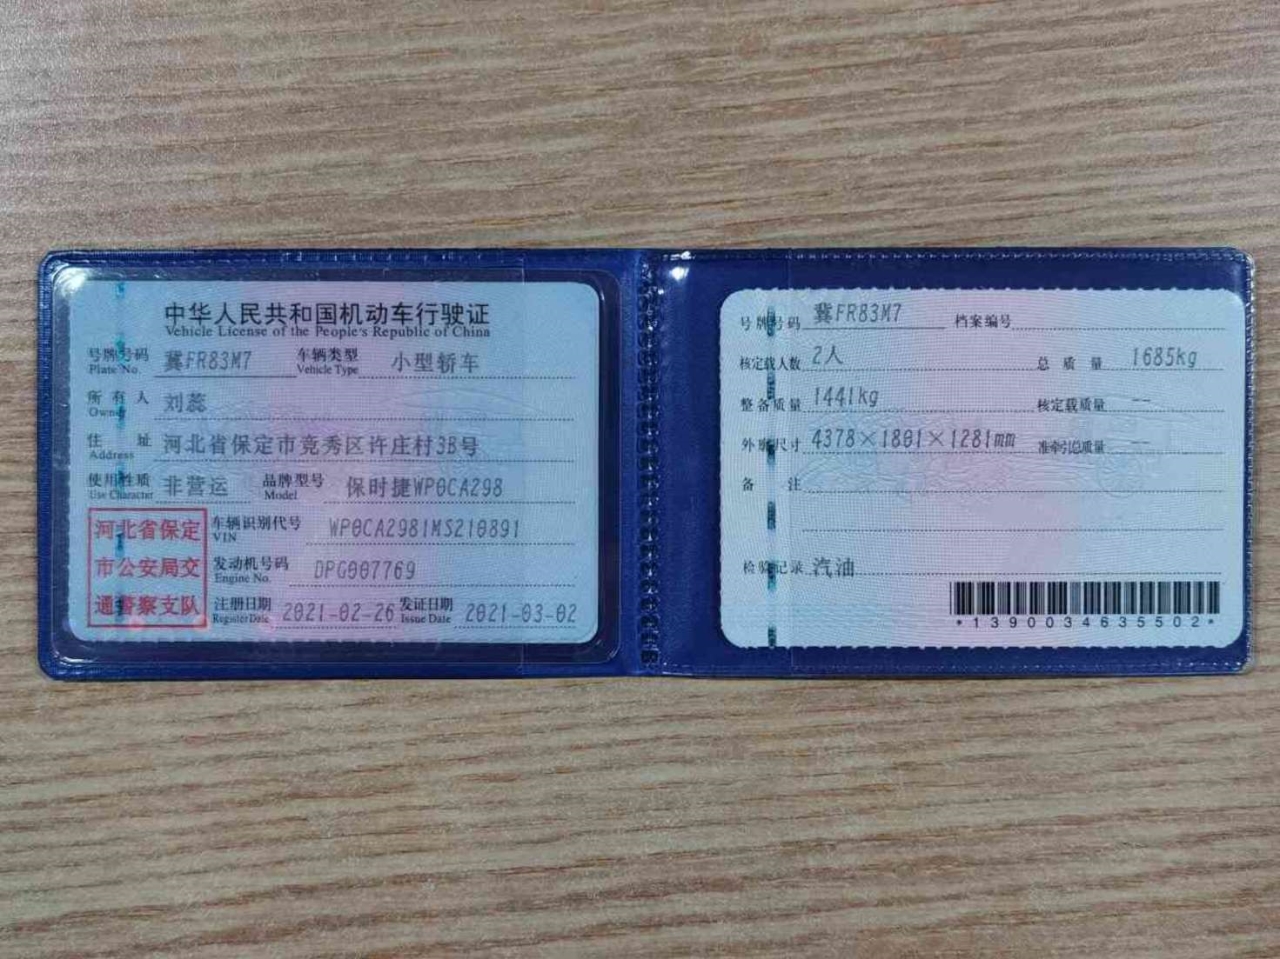 中华人民共和国机动车行驶证
Vehicle License of the People's Republic of China
号牌号码 冀FR83M7 车辆类型 小型轿车
Plate No. Vehicle Type
所有人 刘蕊
Owner
住址 河北省保定市竞秀区许庄村3B号
Address
使用性质 非营运 品牌型号 保时捷WP0CA298
Use Character Model
河北省保定
市公安局交
通警察支队
车辆识别代号 WP0CA2981MS210891
VIN
发动机号码 DPG007769
Engine No.
注册日期 2021-02-26 发证日期 2021-03-02
Register Date Issue Date
号牌号码 冀FR83M7 档案编号
核定载人数 2人 总质量 1685kg
整备质量 1441kg 核定载质量 --
外廓尺寸 4378×1801×1281mm 准牵引总质量 --
备注
检验记录 汽油
*1390034635502*